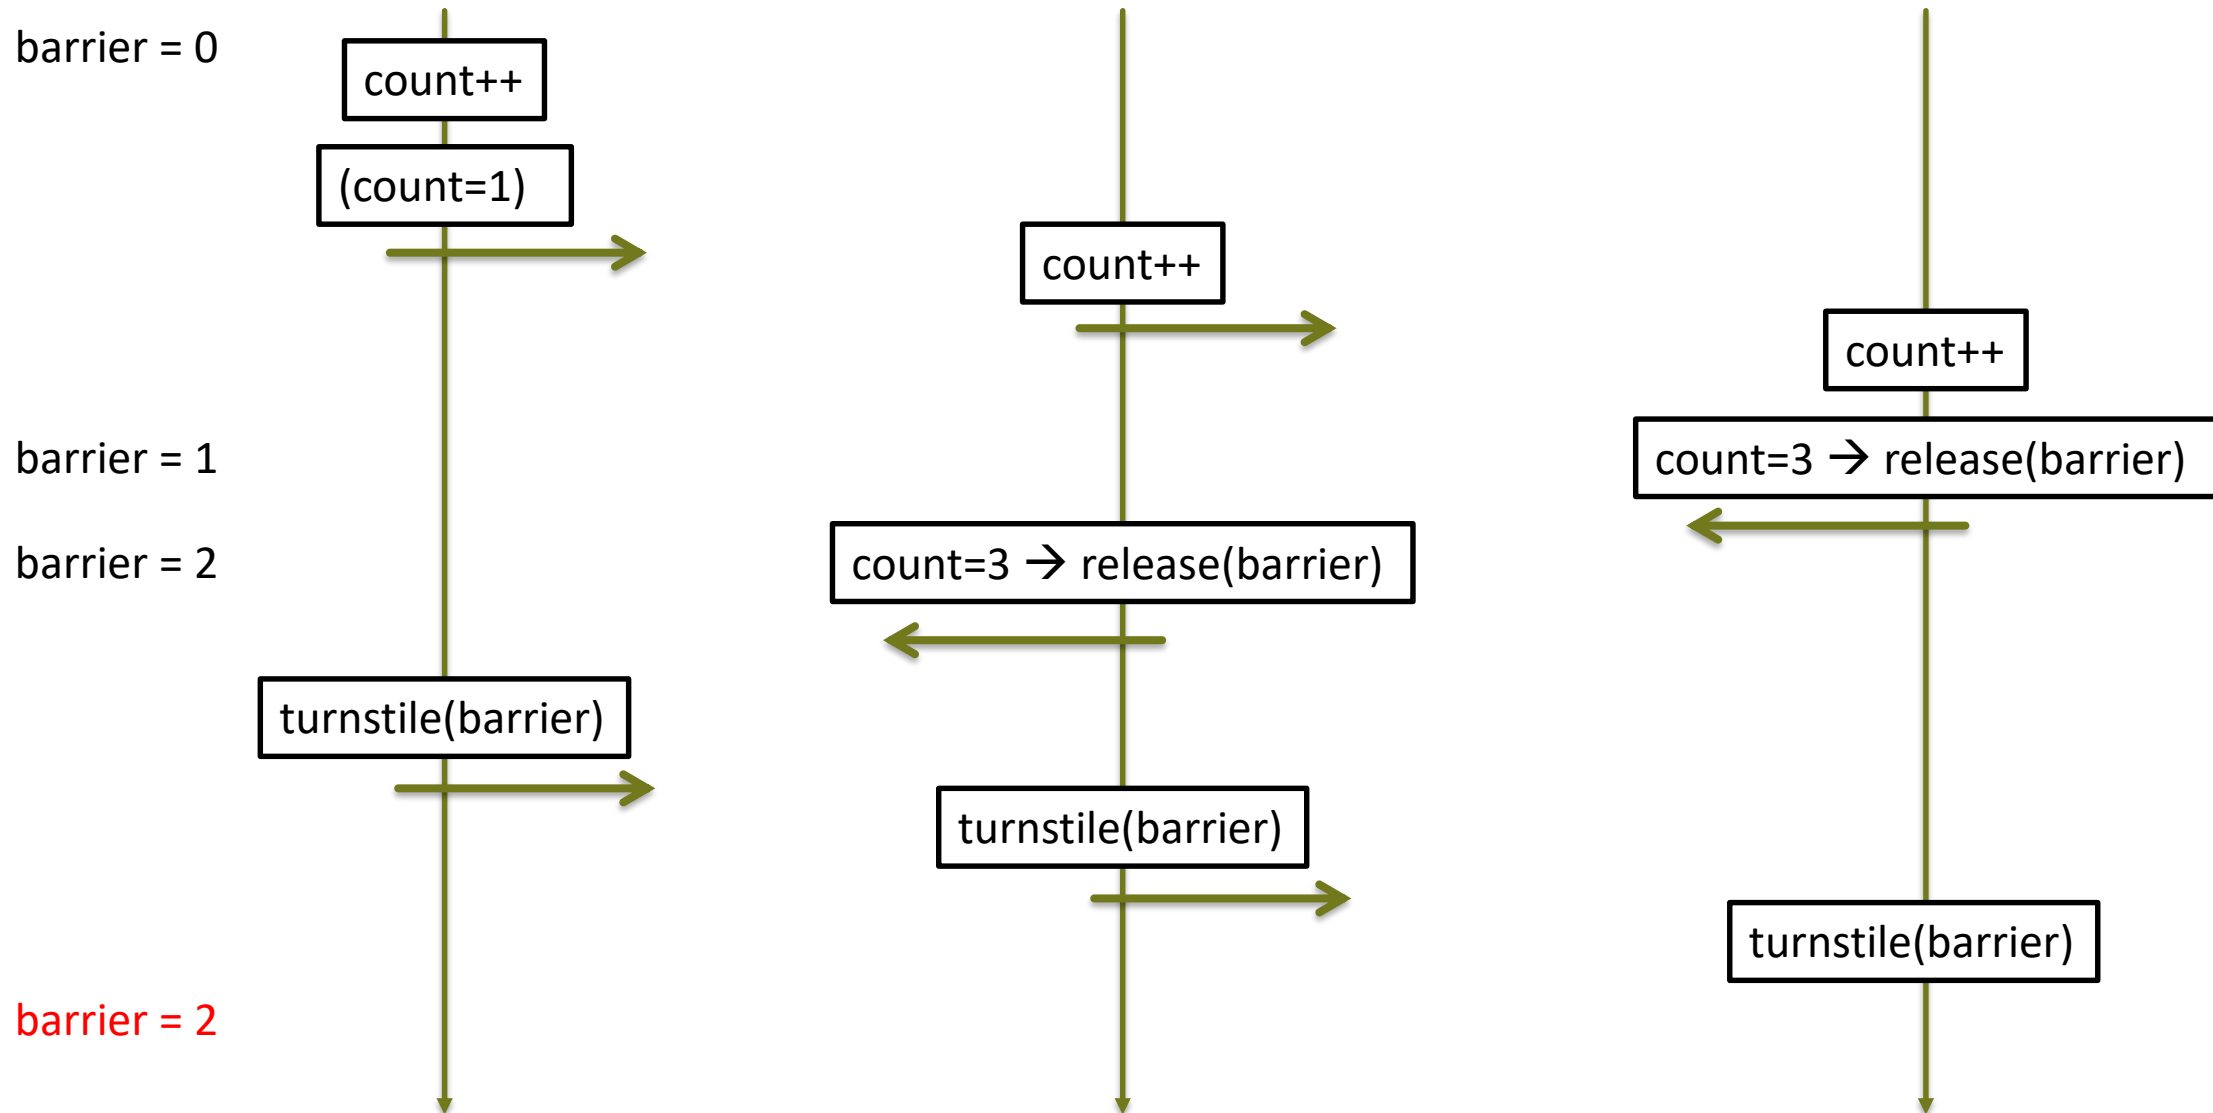 barrier = 0
count++
(count=1)
count++
count++
barrier = 1
count=3 → release(barrier)
barrier = 2
count=3 → release(barrier)
turnstile(barrier)
turnstile(barrier)
turnstile(barrier)
barrier = 2